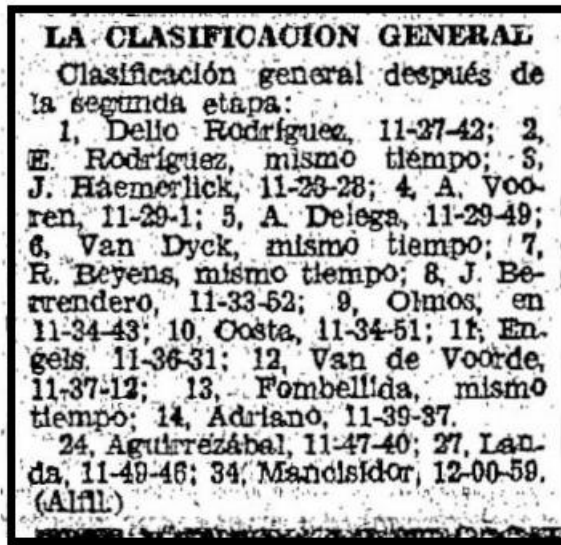 LA CLASIFICACION GENERAL
Clasificación general después de
la segunda etapa:
1, Delio Rodríguez, 11-27-42; 2,
E. Rodríguez, mismo tiempo; 3,
J. Haemerlick, 11-28-28; 4, A. Voo-
ren, 11-29-1; 5, A. Delega, 11-29-49;
6, Van Dyck, mismo tiempo; 7,
R. Beyens, mismo tiempo; 8, J. Be-
rrendero, 11-33-52; 9, Olmos, en
11-34-43; 10, Costa, 11-34-51; 11, En-
gels, 11-36-31; 12, Van de Voorde,
11-37-12; 13, Fombellida, mismo
tiempo; 14, Adriano, 11-39-37.
24, Aguirrezábal, 11-47-40; 27, Lan-
da, 11-49-46; 34, Mancisidor, 12-00-59.
(Alfil.)